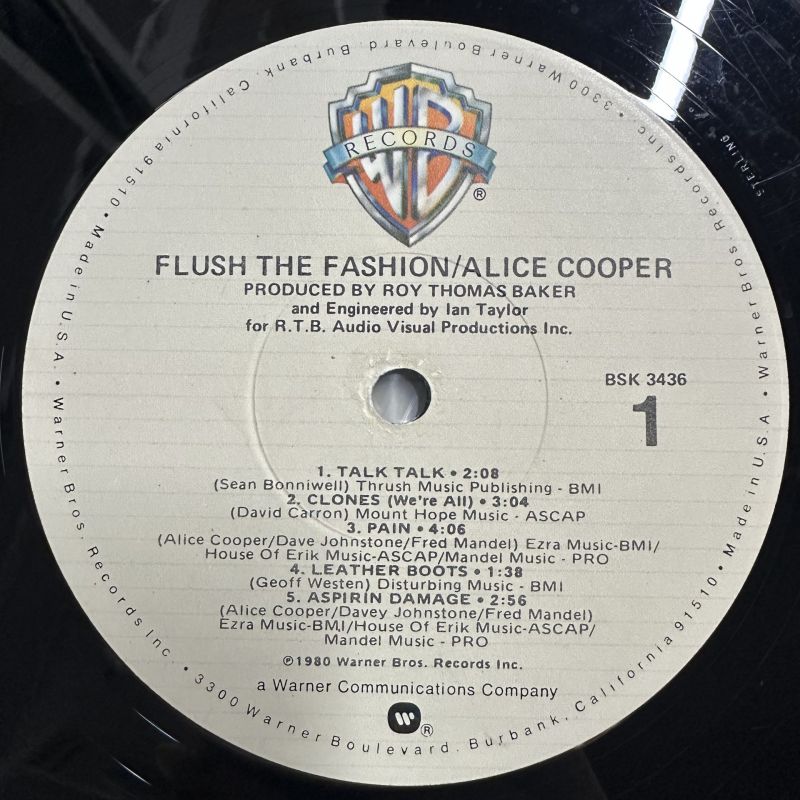 WB
RECORDS
®
FLUSH THE FASHION/ALICE COOPER
PRODUCED BY ROY THOMAS BAKER
and Engineered by Ian Taylor
for R.T.B. Audio Visual Productions Inc.
BSK 3436
1
1. TALK TALK • 2:08
(Sean Bonniwell) Thrush Music Publishing - BMI
2. CLONES (We're All) • 3:04
(David Carron) Mount Hope Music - ASCAP
3. PAIN • 4:06
(Alice Cooper/Dave Johnstone/Fred Mandel) Ezra Music-BMI/
House Of Erik Music-ASCAP/Mandel Music - PRO
4. LEATHER BOOTS • 1:38
(Geoff Westen) Disturbing Music - BMI
5. ASPIRIN DAMAGE • 2:56
(Alice Cooper/Davey Johnstone/Fred Mandel)
Ezra Music-BMI/House Of Erik Music-ASCAP/
Mandel Music - PRO
℗1980 Warner Bros. Records Inc.
a Warner Communications Company
W®
Warner Bros. Records Inc. • 3300 Warner Boulevard, Burbank, California 91510 • Made in U.S.A. • Warner Bros. Records Inc. • 3300 Warner Boulevard, Burbank, California 91510 • Made in U.S.A. •
STERLING